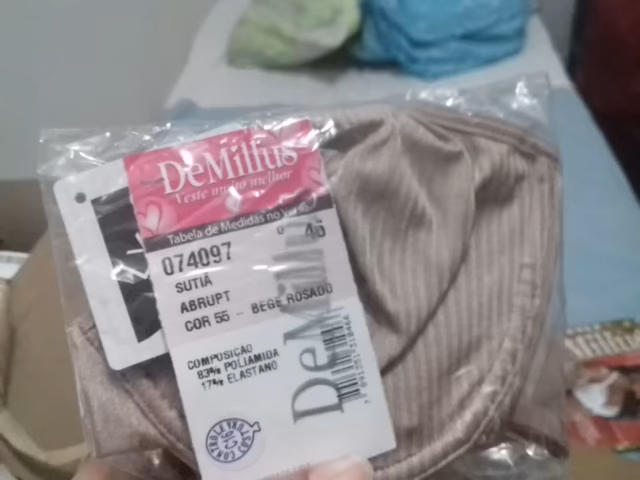 DeMillus
Veste muito melhor
Tabela de Medidas no Verso
074097
SUTIÃ
ABRUPT
COR 55 - BEGE ROSADO
COMPOSIÇÃO
83% POLIAMIDA
17% ELASTANO
DeMillus